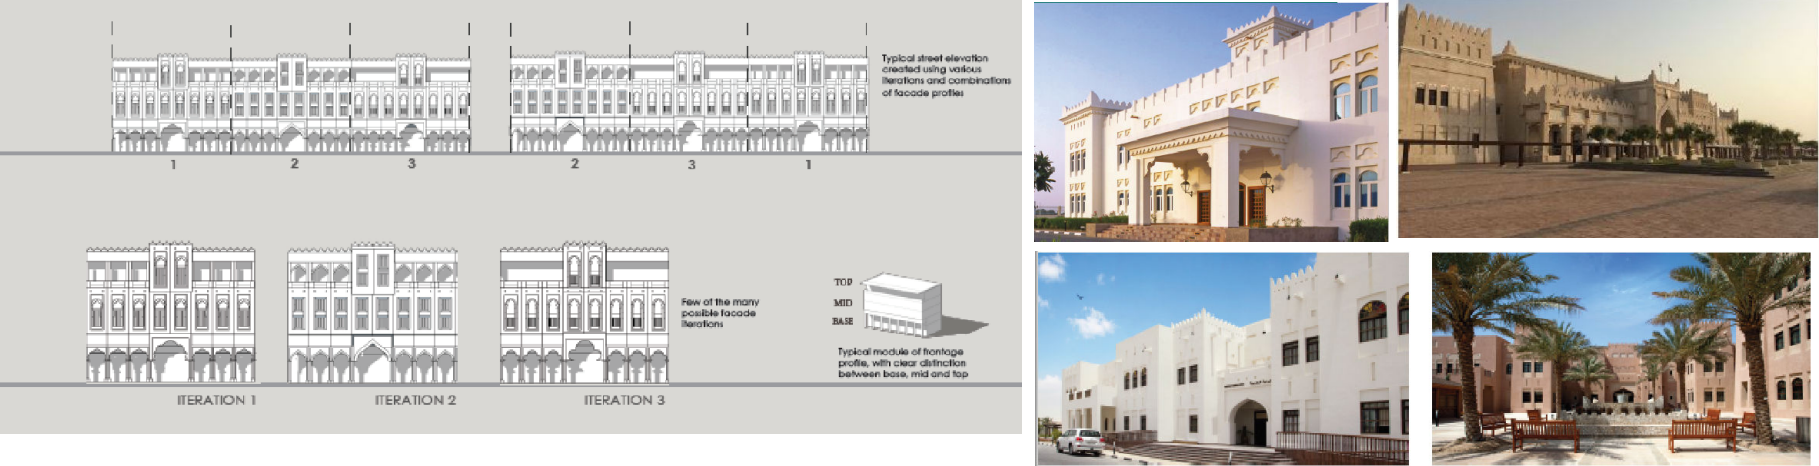 Typical street elevation
created using various
iterations and combinations
of facade profiles
1
2
3
2
3
1
Few of the many
possible facade
iterations
TOP
MID
BASE
Typical module of frontage
profile, with clear distinction
between base, mid and top
ITERATION 1
ITERATION 2
ITERATION 3